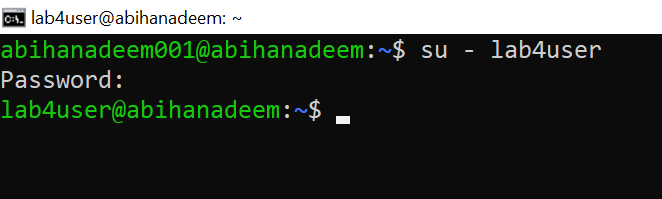 lab4user@abihanadeem: ~
abihanadeem001@abihanadeem:~$ su - lab4user
Password:
lab4user@abihanadeem:~$